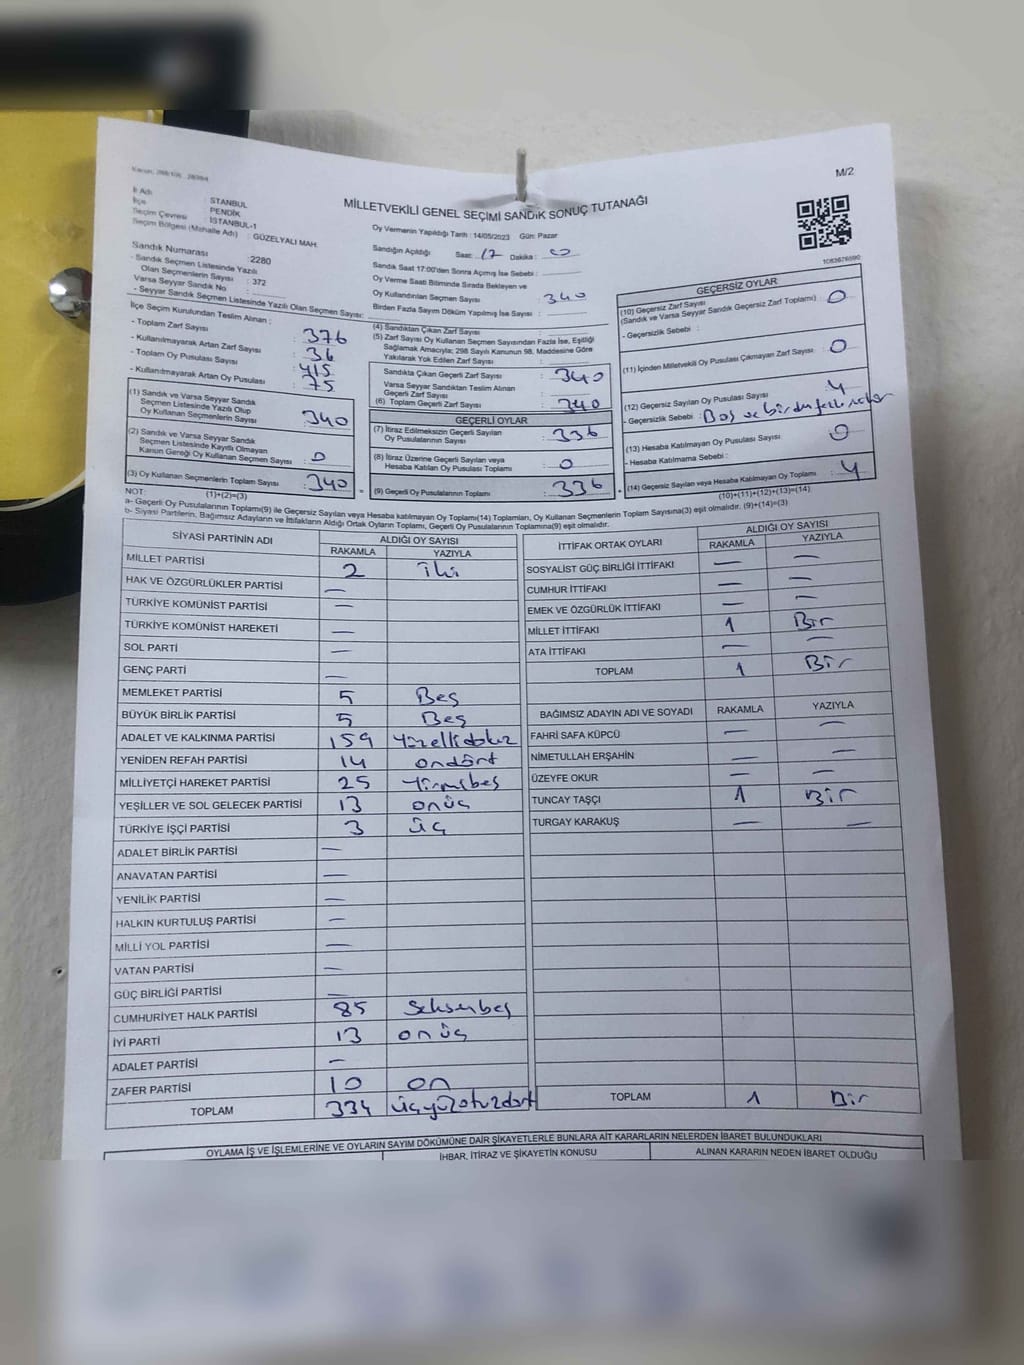 M/2
MİLLETVEKİLİ GENEL SEÇİMİ SANDIK SONUÇ TUTANAĞI
İl Adı : İSTANBUL
İlçe : PENDİK
Seçim Çevresi : İSTANBUL-1
Seçim Bölgesi (Mahalle Adı) : GÜZELYALI MAH.
Sandık Numarası :2280
- Sandık Seçmen Listesinde Yazılı
Olan Seçmenlerin Sayısı : 372
Varsa Seyyar Sandık No :
- Seyyar Sandık Seçmen Listesinde Yazılı Olan Seçmen Sayısı:
Oy Vermenin Yapıldığı Tarih : 14/05/2023 Gün: Pazar
Sandığın Açıldığı Saat: 17 Dakika: 00
Sandık Saat 17:00'den Sonra Açmış İse Sebebi :
Oy Verme Saati Bitiminde Sırada Bekleyen ve
Oy Kullandırılan Seçmen Sayısı : 340
Birden Fazla Sayım Döküm Yapılmış İse Sayısı :
1083676590
İlçe Seçim Kurulundan Teslim Alınan :
- Toplam Zarf Sayısı : 376
- Kullanılmayarak Artan Zarf Sayısı : 36
- Toplam Oy Pusulası Sayısı : 415
- Kullanılmayarak Artan Oy Pusulası : 75
(1) Sandık ve Varsa Seyyar Sandık
Seçmen Listesinde Yazılı Olup
Oy Kullanan Seçmenlerin Sayısı : 340
(2) Sandık ve Varsa Seyyar Sandık
Seçmen Listesinde Kayıtlı Olmayan
Kanun Gereği Oy Kullanan Seçmen Sayısı : 0
(3) Oy Kullanan Seçmenlerin Toplam Sayısı : 340
(1)+(2)=(3)
(4) Sandıktan Çıkan Zarf Sayısı :
(5) Zarf Sayısı Oy Kullanan Seçmen Sayısından Fazla İse, Eşitliği
Sağlamak Amacıyla; 298 Sayılı Kanunun 98. Maddesine Göre
Yakılarak Yok Edilen Zarf Sayısı :
Sandıkta Çıkan Geçerli Zarf Sayısı : 340
Varsa Seyyar Sandıktan Teslim Alınan
Geçerli Zarf Sayısı :
(6) Toplam Geçerli Zarf Sayısı : 340
GEÇERLİ OYLAR
(7) İtiraz Edilmeksizin Geçerli Sayılan
Oy Pusulalarının Sayısı : 336
(8) İtiraz Üzerine Geçerli Sayılan veya
Hesaba Katılan Oy Pusulası Toplamı : 0
(9) Geçerli Oy Pusulalarının Toplamı : 336
GEÇERSİZ OYLAR
(10) Geçersiz Zarf Sayısı
(Sandık ve Varsa Seyyar Sandık Geçersiz Zarf Toplamı) : 0
- Geçersizlik Sebebi :
(11) İçinden Milletvekili Oy Pusulası Çıkmayan Zarf Sayısı : 0
(12) Geçersiz Sayılan Oy Pusulası Sayısı : 4
- Geçersizlik Sebebi : Boş ve birden fazla
(13) Hesaba Katılmayan Oy Pusulası Sayısı : 0
- Hesaba Katılmama Sebebi :
(14) Geçersiz Sayılan veya Hesaba Katılmayan Oy Toplamı : 4
(10)+(11)+(12)+(13)=(14)
NOT:
a- Geçerli Oy Pusulalarının Toplamı(9) ile Geçersiz Sayılan veya Hesaba katılmayan Oy Toplamı(14) Toplamları, Oy Kullanan Seçmenlerin Toplam Sayısına(3) eşit olmalıdır. (9)+(14)=(3)
b- Siyasi Partilerin, Bağımsız Adayların ve İttifakların Aldığı Ortak Oyların Toplamı, Geçerli Oy Pusulalarının Toplamına(9) eşit olmalıdır.
SİYASİ PARTİNİN ADI ALDIĞI OY SAYISI
RAKAMLA YAZIYLA
MİLLET PARTİSİ 2 İki
HAK VE ÖZGÜRLÜKLER PARTİSİ —
TÜRKİYE KOMÜNİST PARTİSİ —
TÜRKİYE KOMÜNİST HAREKETİ —
SOL PARTİ —
GENÇ PARTİ —
MEMLEKET PARTİSİ 5 Beş
BÜYÜK BİRLİK PARTİSİ 5 Beş
ADALET VE KALKINMA PARTİSİ 159 Yüzellidokuz
YENİDEN REFAH PARTİSİ 14 ondört
MİLLİYETÇİ HAREKET PARTİSİ 25 Yirmibeş
YEŞİLLER VE SOL GELECEK PARTİSİ 13 onüç
TÜRKİYE İŞÇİ PARTİSİ 3 üç
ADALET BİRLİK PARTİSİ —
ANAVATAN PARTİSİ —
YENİLİK PARTİSİ —
HALKIN KURTULUŞ PARTİSİ —
MİLLİ YOL PARTİSİ —
VATAN PARTİSİ —
GÜÇ BİRLİĞİ PARTİSİ —
CUMHURİYET HALK PARTİSİ 85 Seksenbeş
İYİ PARTİ 13 onüç
ADALET PARTİSİ —
ZAFER PARTİSİ 10 on
TOPLAM 334 üçyüzotuzdört
İTTİFAK ORTAK OYLARI ALDIĞI OY SAYISI
RAKAMLA YAZIYLA
SOSYALİST GÜÇ BİRLİĞİ İTTİFAKI — —
CUMHUR İTTİFAKI — —
EMEK VE ÖZGÜRLÜK İTTİFAKI — —
MİLLET İTTİFAKI 1 Bir
ATA İTTİFAKI — —
TOPLAM 1 Bir
BAĞIMSIZ ADAYIN ADI VE SOYADI RAKAMLA YAZIYLA
FAHRİ SAFA KÜPCÜ — —
NİMETULLAH ERŞAHİN — —
ÜZEYFE OKUR — —
TUNCAY TAŞÇI 1 Bir
TURGAY KARAKUŞ — —
TOPLAM 1 Bir
OYLAMA İŞ VE İŞLEMLERİNE VE OYLARIN SAYIM DÖKÜMÜNE DAİR ŞİKAYETLERLE BUNLARA AİT KARARLARIN NELERDEN İBARET BULUNDUKLARI
İHBAR, İTİRAZ VE ŞİKAYETİN KONUSU ALINAN KARARIN NEDEN İBARET OLDUĞU